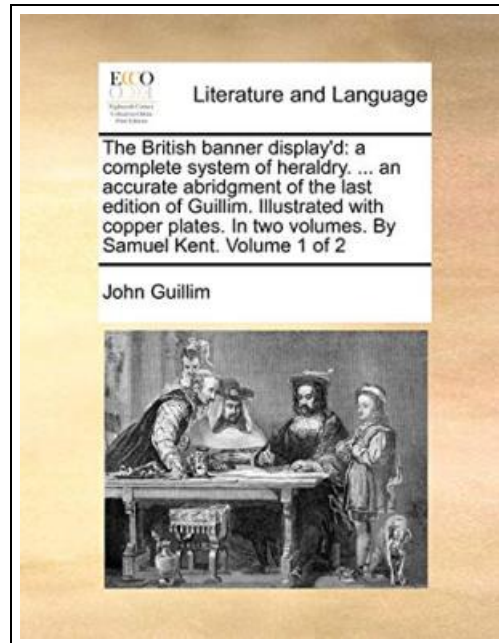 ECCO
Literature and Language
The British banner display'd: a
complete system of heraldry. ... an
accurate abridgment of the last
edition of Guillim. Illustrated with
copper plates. In two volumes. By
Samuel Kent. Volume 1 of 2
John Guillim